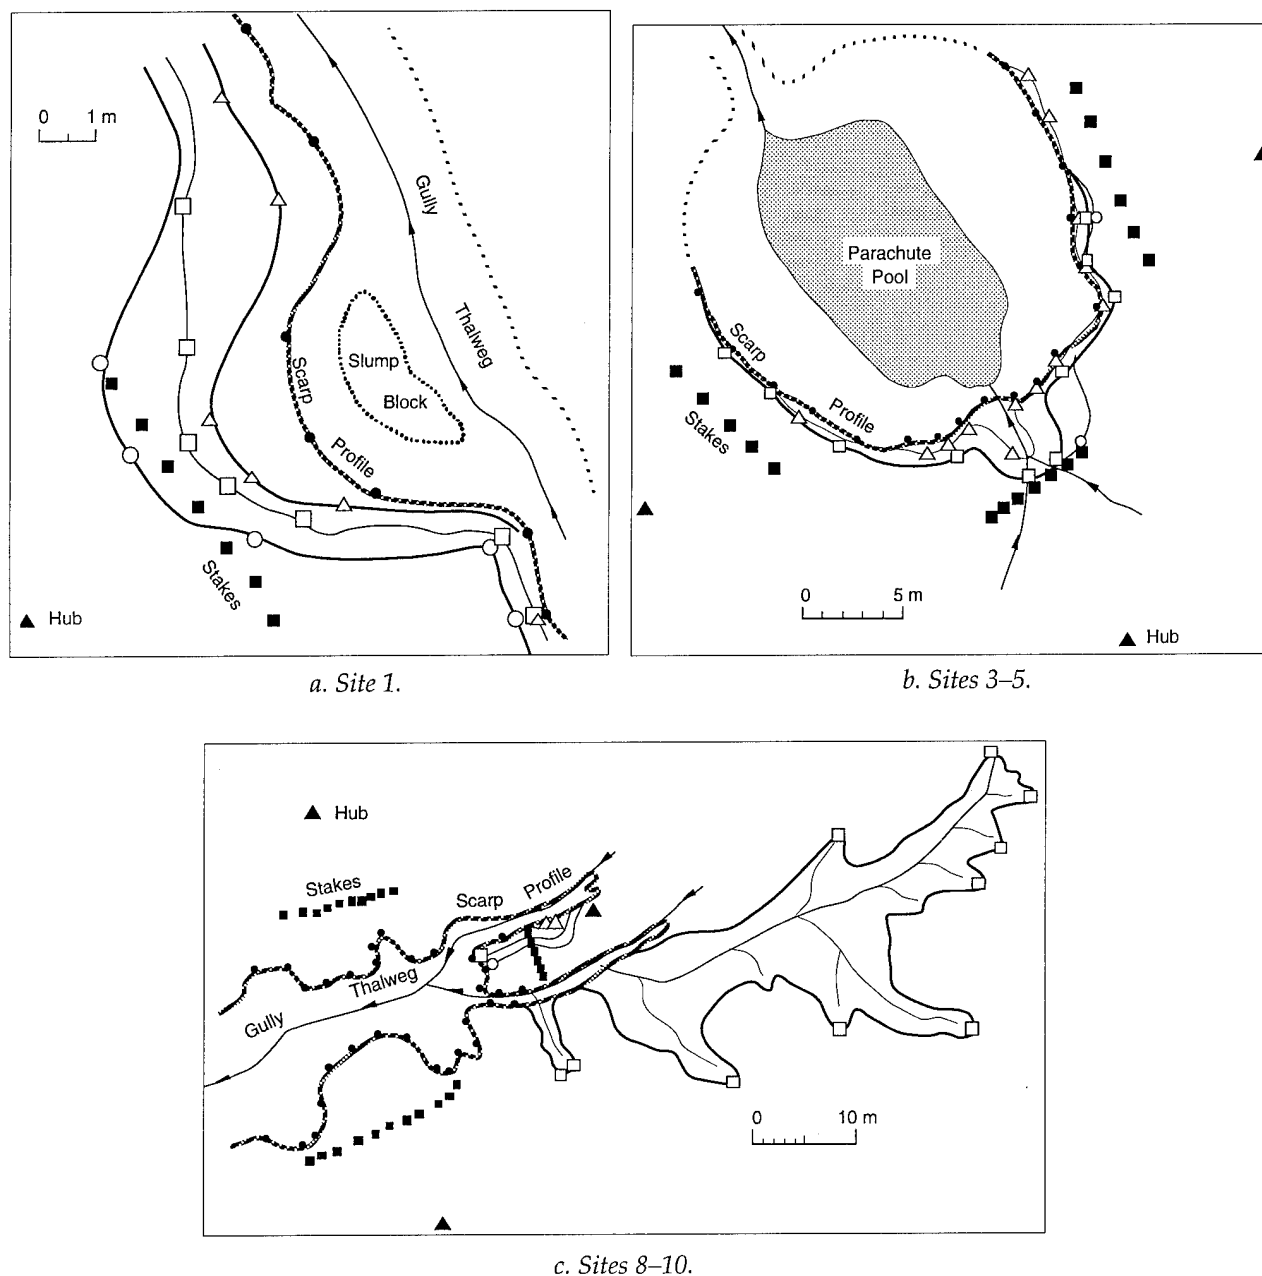 0 1 m
Gully
Thalweg
Slump
Block
Scarp
Profile
Stakes
Hub
a. Site 1.
Parachute
Pool
Scarp
Profile
Stakes
0 5 m
Hub
b. Sites 3–5.
Hub
Stakes
Scarp
Profile
Thalweg
Gully
0 10 m
c. Sites 8–10.